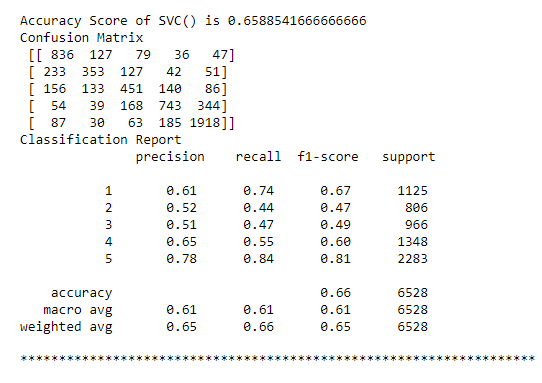 Accuracy Score of SVC() is 0.6588541666666666
Confusion Matrix
[[ 836 127 79 36 47]
[ 233 353 127 42 51]
[ 156 133 451 140 86]
[ 54 39 168 743 344]
[ 87 30 63 185 1918]]
Classification Report
precision recall f1-score support
1 0.61 0.74 0.67 1125
2 0.52 0.44 0.47 806
3 0.51 0.47 0.49 966
4 0.65 0.55 0.60 1348
5 0.78 0.84 0.81 2283
accuracy 0.66 6528
macro avg 0.61 0.61 0.61 6528
weighted avg 0.65 0.66 0.65 6528
**********************************************************************